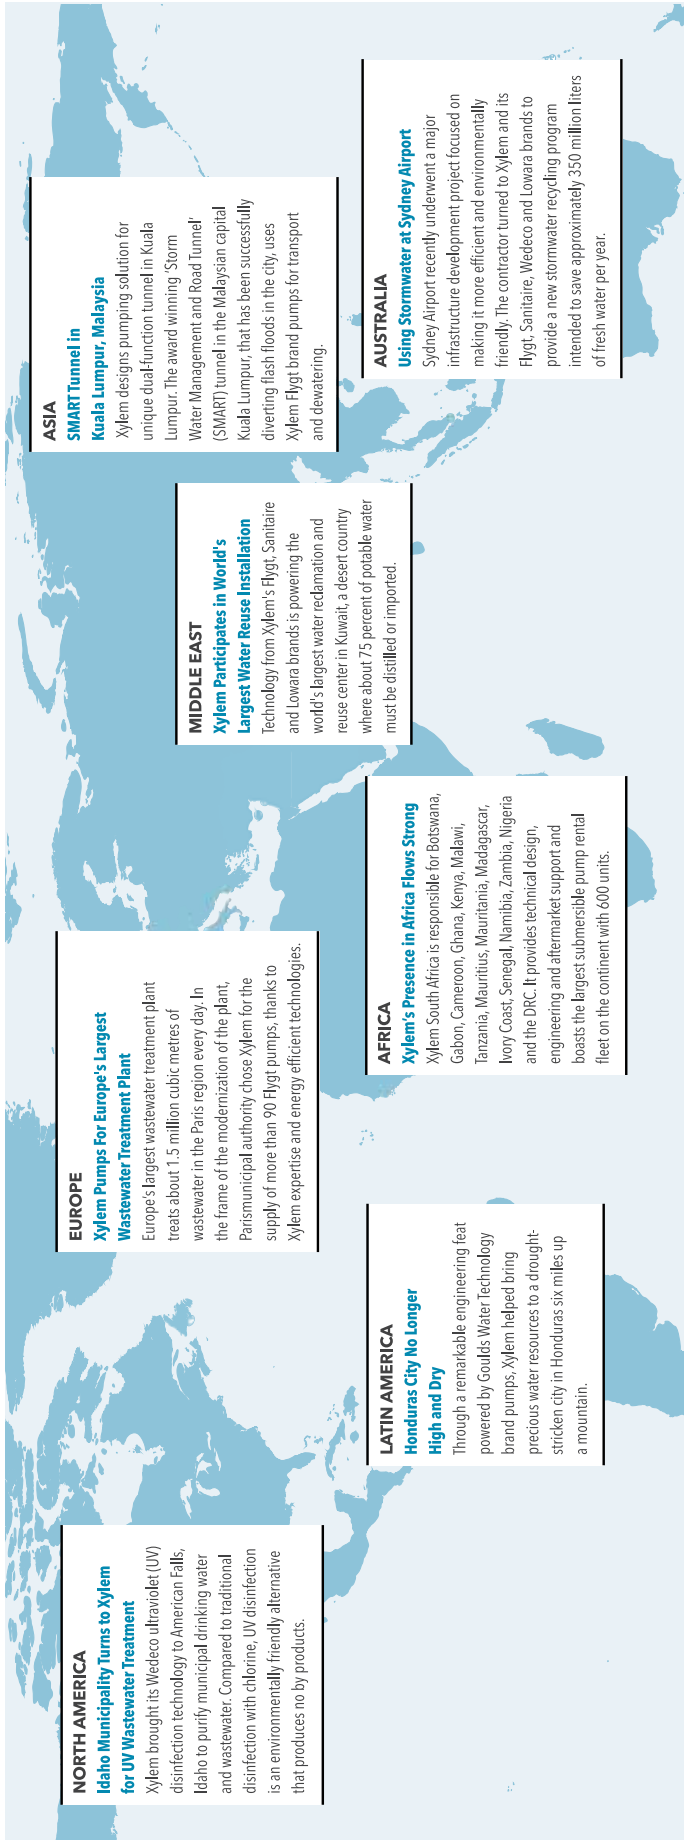 NORTH AMERICA
Idaho Municipality Turns to Xylem
for UV Wastewater Treatment
Xylem brought its Wedeco ultraviolet (UV)
disinfection technology to American Falls,
Idaho to purify municipal drinking water
and wastewater. Compared to traditional
disinfection with chlorine, UV disinfection
is an environmentally friendly alternative
that produces no by products.
LATIN AMERICA
Honduras City No Longer
High and Dry
Through a remarkable engineering feat
powered by Goulds Water Technology
brand pumps, Xylem helped bring
precious water resources to a drought-
stricken city in Honduras six miles up
a mountain.
EUROPE
Xylem Pumps For Europe's Largest
Wastewater Treatment Plant
Europe's largest wastewater treatment plant
treats about 1.5 million cubic metres of
wastewater in the Paris region every day. In
the frame of the modernization of the plant,
Parismunicipal authority chose Xylem for the
supply of more than 90 Flygt pumps, thanks to
Xylem expertise and energy efficient technologies.
AFRICA
Xylem's Presence in Africa Flows Strong
Xylem South Africa is responsible for Botswana,
Gabon, Cameroon, Ghana, Kenya, Malawi,
Tanzania, Mauritius, Mauritania, Madagascar,
Ivory Coast, Senegal, Namibia, Zambia, Nigeria
and the DRC. It provides technical design,
engineering and aftermarket support and
boasts the largest submersible pump rental
fleet on the continent with 600 units.
MIDDLE EAST
Xylem Participates in World's
Largest Water Reuse Installation
Technology from Xylem's Flygt, Sanitaire
and Lowara brands is powering the
world's largest water reclamation and
reuse center in Kuwait, a desert country
where about 75 percent of potable water
must be distilled or imported.
ASIA
SMART Tunnel in
Kuala Lumpur, Malaysia
Xylem designs pumping solution for
unique dual-function tunnel in Kuala
Lumpur. The award winning 'Storm
Water Management and Road Tunnel'
(SMART) tunnel in the Malaysian capital
Kuala Lumpur, that has been successfully
diverting flash floods in the city, uses
Xylem Flygt brand pumps for transport
and dewatering.
AUSTRALIA
Using Stormwater at Sydney Airport
Sydney Airport recently underwent a major
infrastructure development project focused on
making it more efficient and environmentally
friendly. The contractor turned to Xylem and its
Flygt, Sanitaire, Wedeco and Lowara brands to
provide a new stormwater recycling program
intended to save approximately 350 million liters
of fresh water per year.